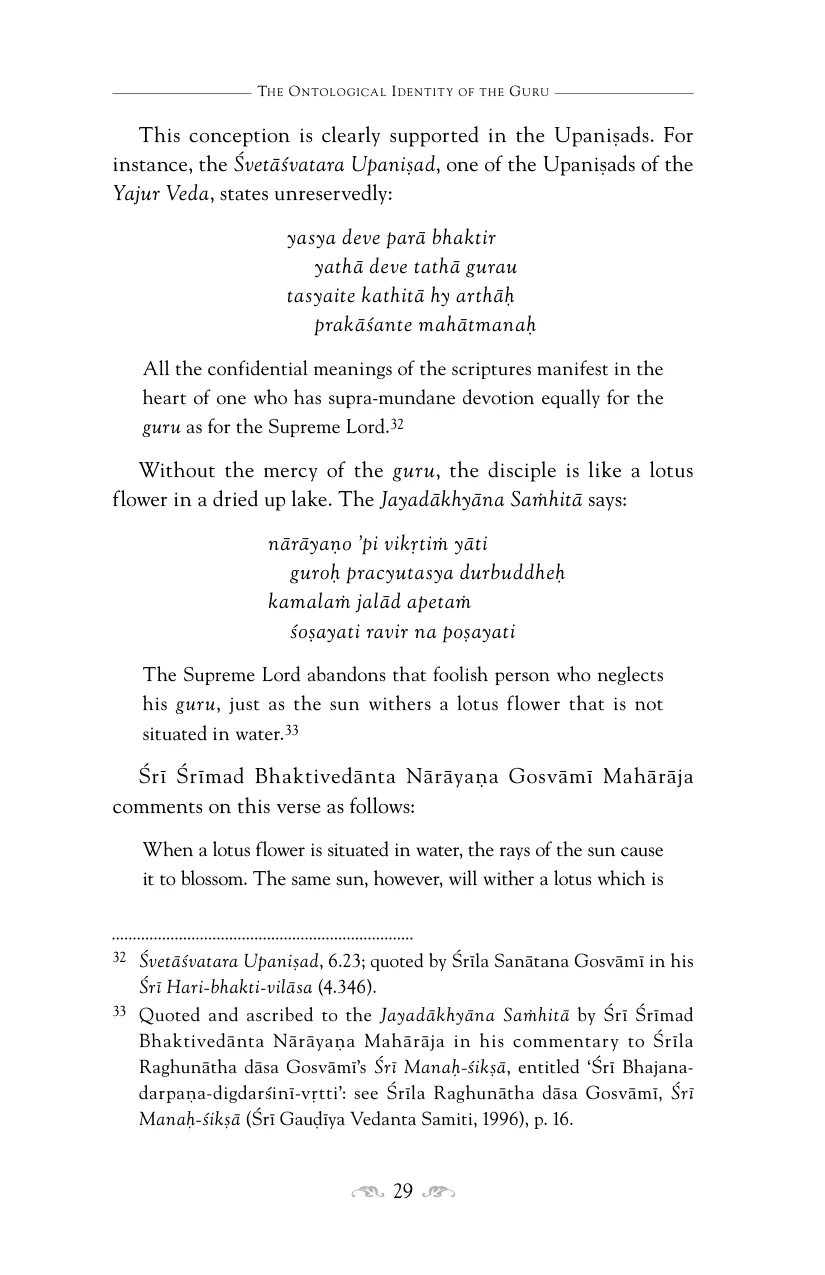 The Ontological Identity of the Guru
This conception is clearly supported in the Upaniṣads. For
instance, the Śvetāśvatara Upaniṣad, one of the Upaniṣads of the
Yajur Veda, states unreservedly:
yasya deve parā bhaktir
yathā deve tathā gurau
tasyaite kathitā hy arthāḥ
prakāśante mahātmanaḥ
All the confidential meanings of the scriptures manifest in the
heart of one who has supra-mundane devotion equally for the
guru as for the Supreme Lord.32
Without the mercy of the guru, the disciple is like a lotus
flower in a dried up lake. The Jayadākhyāna Saṁhitā says:
nārāyaṇo ’pi vikṛtiṁ yāti
guroḥ pracyutasya durbuddheḥ
kamalaṁ jalād apetaṁ
śoṣayati ravir na poṣayati
The Supreme Lord abandons that foolish person who neglects
his guru, just as the sun withers a lotus flower that is not
situated in water.33
Śrī Śrīmad Bhaktivedānta Nārāyaṇa Gosvāmī Mahārāja
comments on this verse as follows:
When a lotus flower is situated in water, the rays of the sun cause
it to blossom. The same sun, however, will wither a lotus which is
32 Śvetāśvatara Upaniṣad, 6.23; quoted by Śrīla Sanātana Gosvāmī in his
Śrī Hari-bhakti-vilāsa (4.346).
33 Quoted and ascribed to the Jayadākhyāna Saṁhitā by Śrī Śrīmad
Bhaktivedānta Nārāyaṇa Mahārāja in his commentary to Śrīla
Raghunātha dāsa Gosvāmī’s Śrī Manaḥ-śikṣā, entitled ‘Śrī Bhajana-
darpaṇa-digdarśinī-vṛtti’: see Śrīla Raghunātha dāsa Gosvāmī, Śrī
Manaḥ-śikṣā (Śrī Gauḍīya Vedanta Samiti, 1996), p. 16.
29